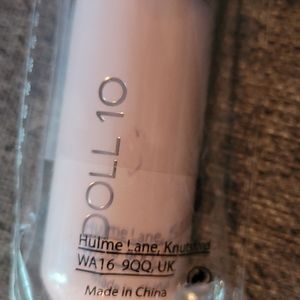 DOLL 10
Hulme Lane, Knutsford
WA16 9QQ, UK
Made in China